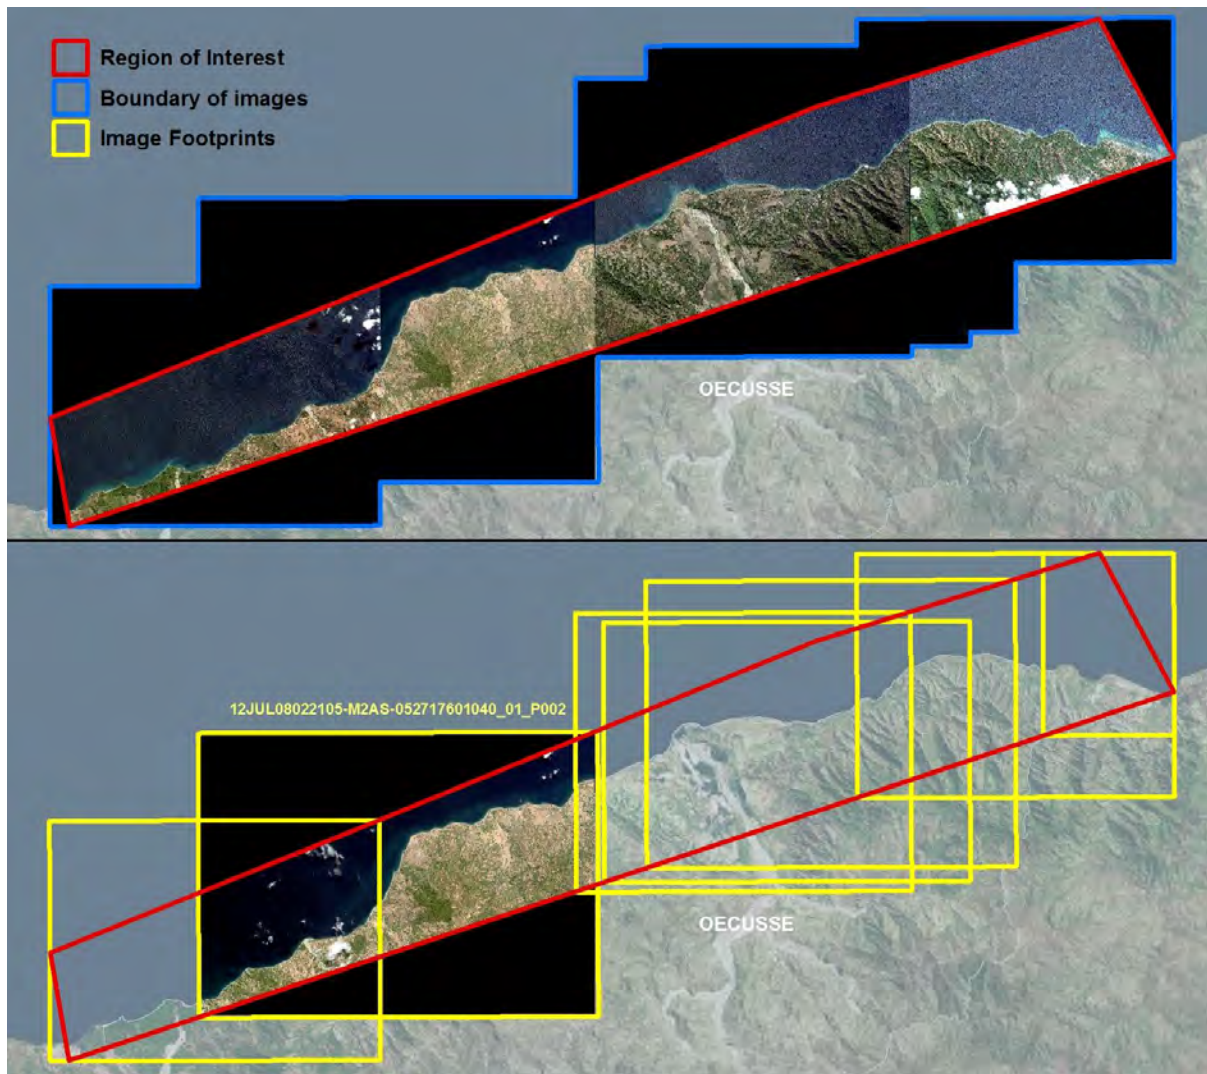 Region of Interest
Boundary of images
Image Footprints
OECUSSE
12JUL08022105-M2AS-052717601040_01_P002
OECUSSE